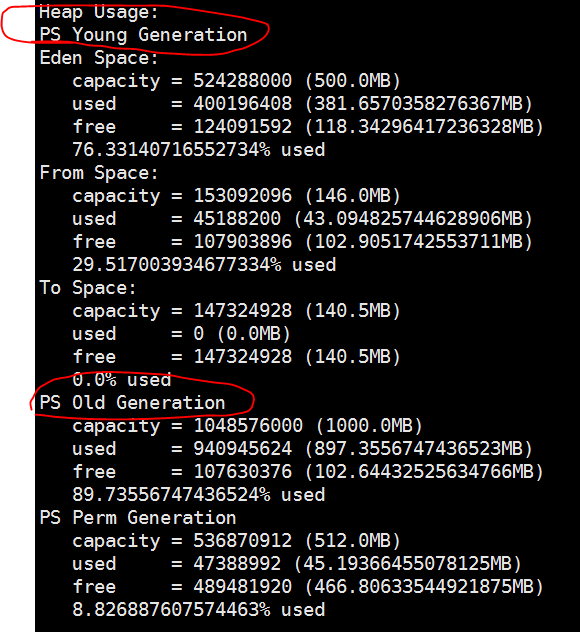 Heap Usage:
PS Young Generation
Eden Space:
capacity = 524288000 (500.0MB)
used = 400196408 (381.6570358276367MB)
free = 124091592 (118.34296417236328MB)
76.33140716552734% used
From Space:
capacity = 153092096 (146.0MB)
used = 45188200 (43.094825744628906MB)
free = 107903896 (102.9051742553711MB)
29.517003934677334% used
To Space:
capacity = 147324928 (140.5MB)
used = 0 (0.0MB)
free = 147324928 (140.5MB)
0.0% used
PS Old Generation
capacity = 1048576000 (1000.0MB)
used = 940945624 (897.3556747436523MB)
free = 107630376 (102.64432525634766MB)
89.73556747436524% used
PS Perm Generation
capacity = 536870912 (512.0MB)
used = 47388992 (45.19366455078125MB)
free = 489481920 (466.80633544921875MB)
8.826887607574463% used